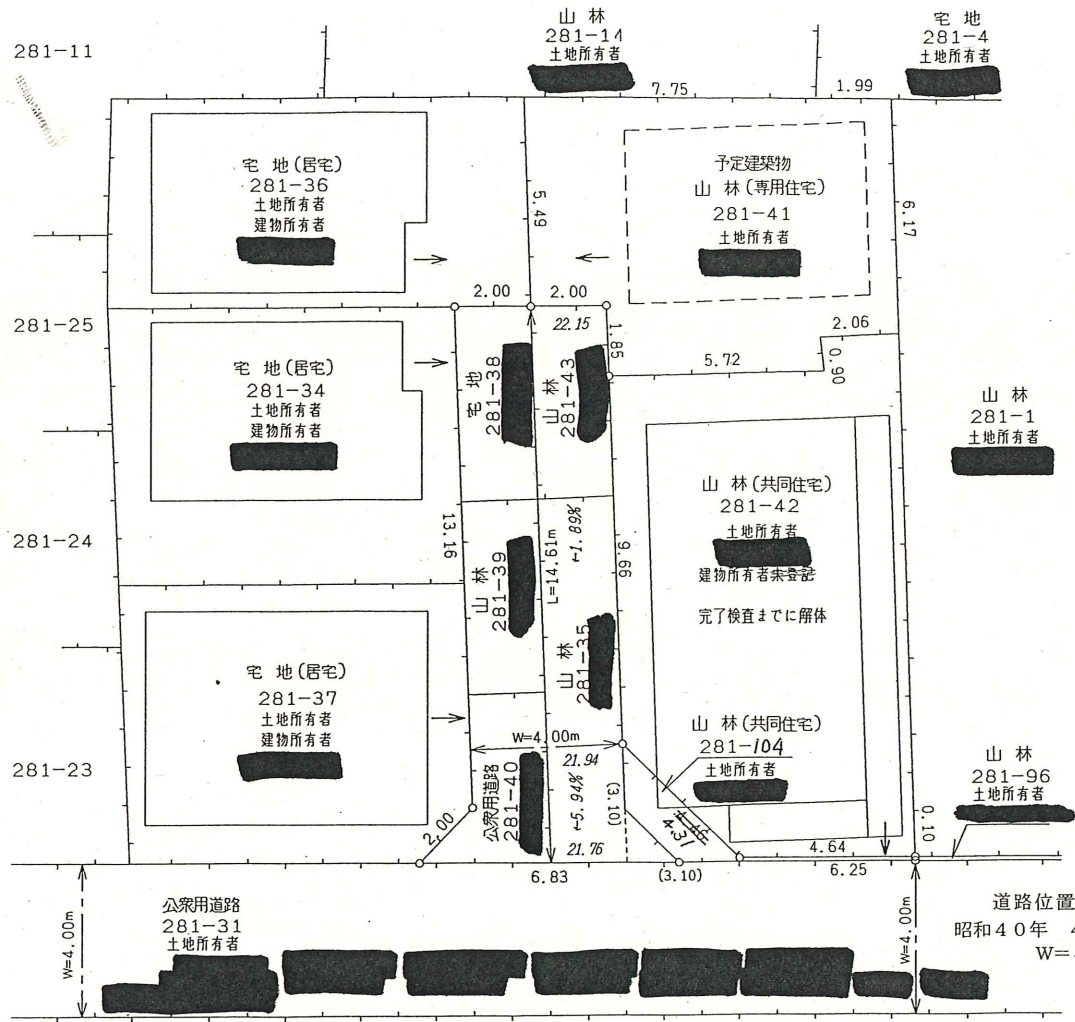 281-11
山 林
281-14
土地所有者
宅 地
281-4
土地所有者
7.75
1.99
宅 地(居宅)
281-36
土地所有者
建物所有者
5.49
予定建築物
山 林(専用住宅)
281-41
土地所有者
6.17
281-25
2.00
2.00
22.15
1.85
5.72
2.06
0.90
宅 地(居宅)
281-34
土地所有者
建物所有者
宅 地
281-38
山 林
281-43
山 林
281-1
土地所有者
281-24
13.16
山 林
281-39
L=14.61m
←1.89%
9.66
山 林
281-35
山 林(共同住宅)
281-42
土地所有者
建物所有者未登記
完了検査までに解体
宅 地(居宅)
281-37
土地所有者
建物所有者
281-23
W=4.00m
21.94
公衆用道路
281-40
←5.94%
21.76
(3.10)
山 林(共同住宅)
281-104
土地所有者
山 林
281-96
土地所有者
2.00
4.46
4.31
4.64
0.10
6.83
(3.10)
6.25
公衆用道路
281-31
土地所有者
W=4.00m
W=4.00m
道路位置
昭和40年 4
W=